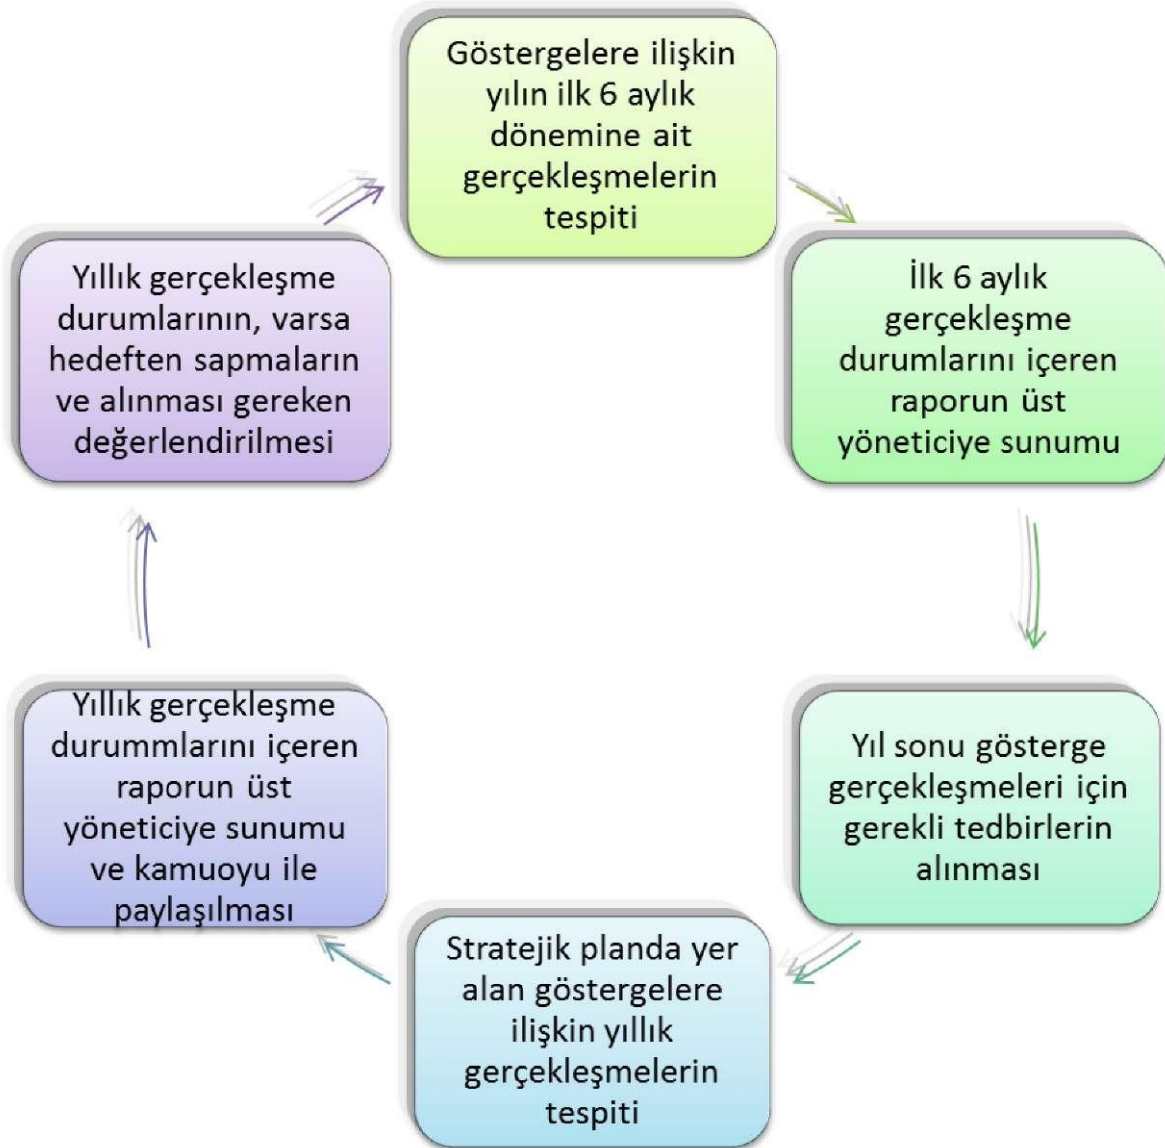 Göstergelere ilişkin
yılın ilk 6 aylık
dönemine ait
gerçekleşmelerin
tespiti
İlk 6 aylık
gerçekleşme
durumlarını içeren
raporun üst
yöneticiye sunumu
Yıl sonu gösterge
gerçekleşmeleri için
gerekli tedbirlerin
alınması
Stratejik planda yer
alan göstergelere
ilişkin yıllık
gerçekleşmelerin
tespiti
Yıllık gerçekleşme
durummlarını içeren
raporun üst
yöneticiye sunumu
ve kamuoyu ile
paylaşılması
Yıllık gerçekleşme
durumlarının, varsa
hedeften sapmaların
ve alınması gereken
değerlendirilmesi